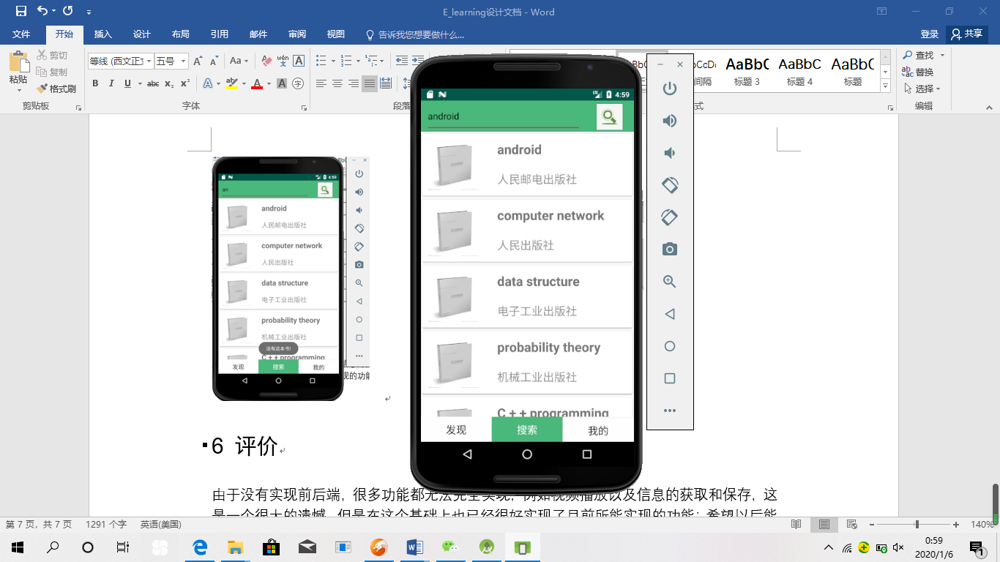 E_learning设计文档 - Word
文件 开始 插入 设计 布局 引用 邮件 审阅 视图 告诉我您想要做什么... 登录 共享
粘贴 剪切 复制 格式刷
等线 (西文正文 五号
B I U abc x₂ x² A A A
Aa wén A
AaBbC AaBbC AaBbC
标题 3 标题 4 标题
查找 替换 选择
剪贴板 字体 段落 编辑
4:59
an
android
人民邮电出版社
computer network
人民出版社
data structure
电子工业出版社
probability theory
机械工业出版社
没有这本书!
C + + programming
发现 搜索 我的
4:59
android
android
人民邮电出版社
computer network
人民出版社
data structure
电子工业出版社
probability theory
机械工业出版社
C + + programming
发现 搜索 我的
6 评价
由于没有实现前后端，很多功能都无法完全实现，例如视频播放以及信息的获取和保存，这
是一个很大的遗憾，但是在这个基础上也已经很好实现了目前所能实现的功能；希望以后能
第 7 页，共 7 页 1291 个字 英语(美国) 140%
0:59
2020/1/6
1